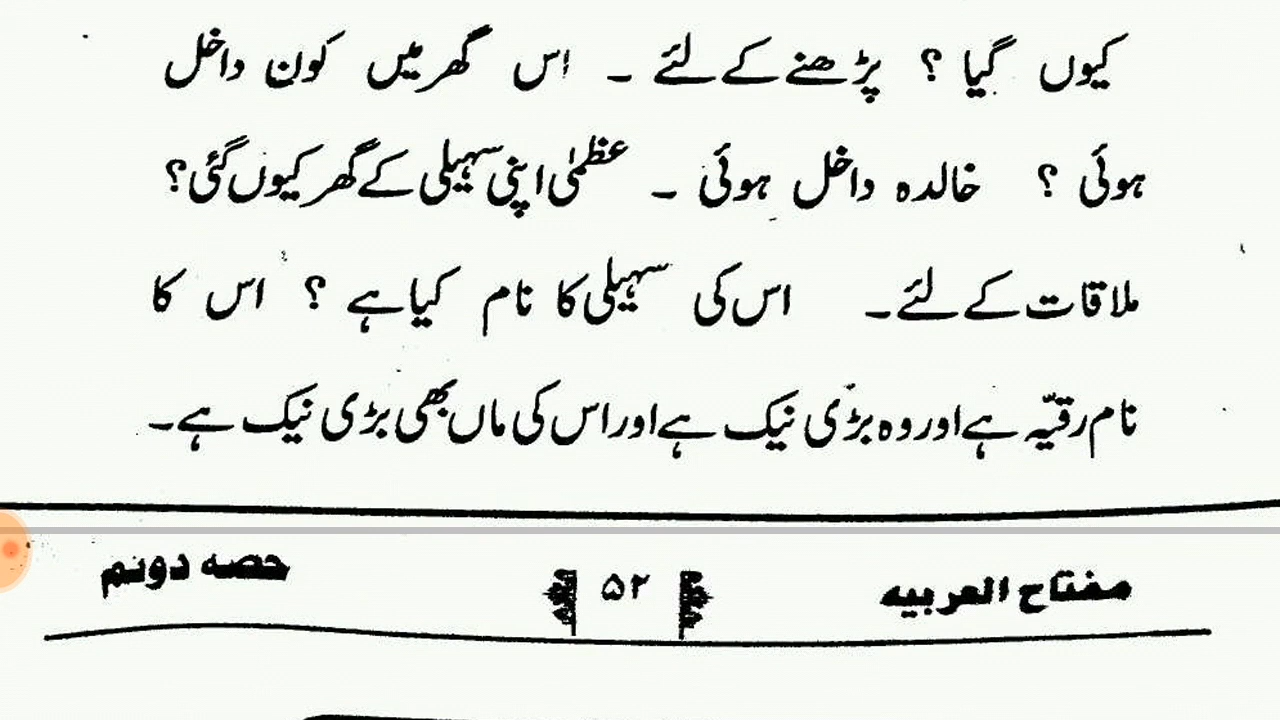 کیوں گیا ؟ پڑھنے کے لئے ۔ اس گھر میں کون داخل
ہوئی ؟ خالدہ داخل ہوئی ۔ عظمٰی اپنی سہیلی کے گھر کیوں گئی؟
ملاقات کے لئے۔ اس کی سہیلی کا نام کیا ہے ؟ اس کا
نام رقیّہ ہے اور وہ بڑی نیک ہے اور اس کی ماں بھی بڑی نیک ہے۔
مفتاح العربیہ ۵۲ حصہ دوئم